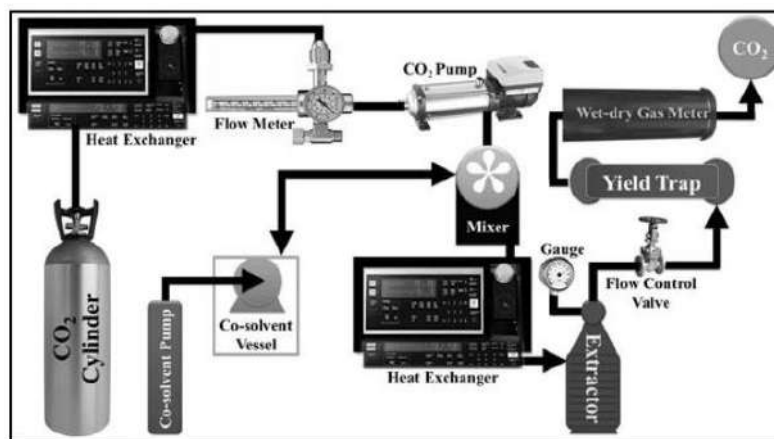 CO2
CO2 Pump
Wet-dry Gas Meter
Flow Meter
Heat Exchanger
Yield Trap
Mixer
Gauge
Flow Control
Valve
CO2
Cylinder
Co-solvent Pump
Co-solvent
Vessel
Heat Exchanger
Extractor